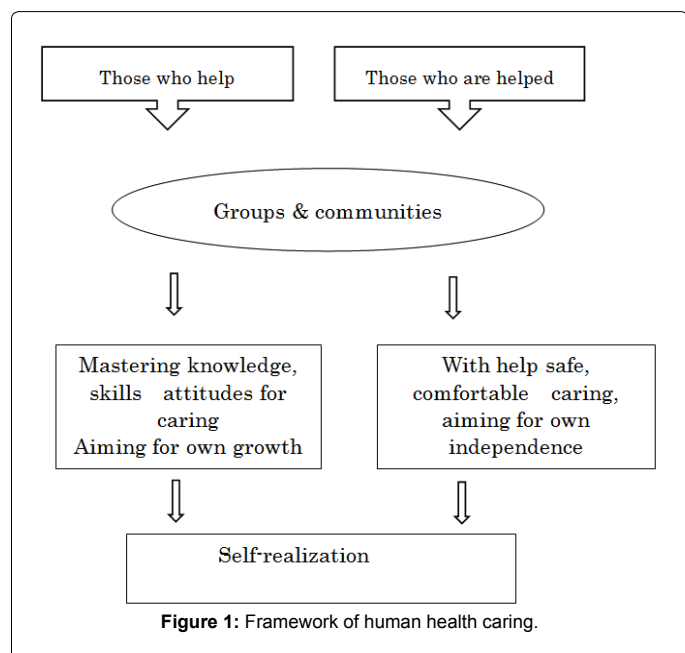 Those who help
Those who are helped
Groups & communities
Mastering knowledge,
skills attitudes for
caring
Aiming for own growth
With help safe,
comfortable caring,
aiming for own
independence
Self-realization
Figure 1: Framework of human health caring.